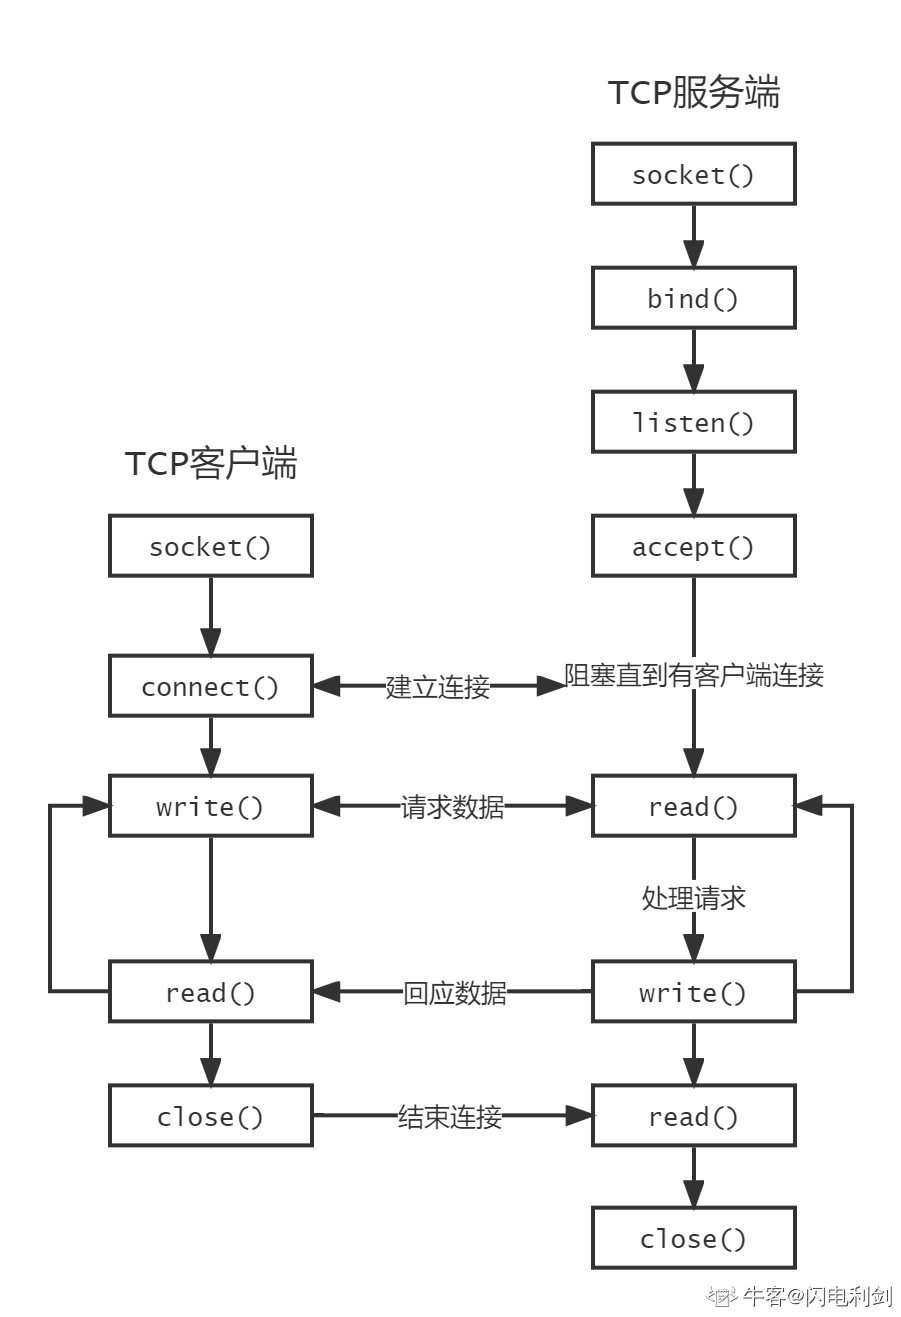 TCP服务端
socket()
bind()
listen()
TCP客户端
socket()
accept()
connect()
建立连接
阻塞直到有客户端连接
write()
请求数据
read()
处理请求
read()
回应数据
write()
close()
结束连接
read()
close()
牛客@闪电利剑